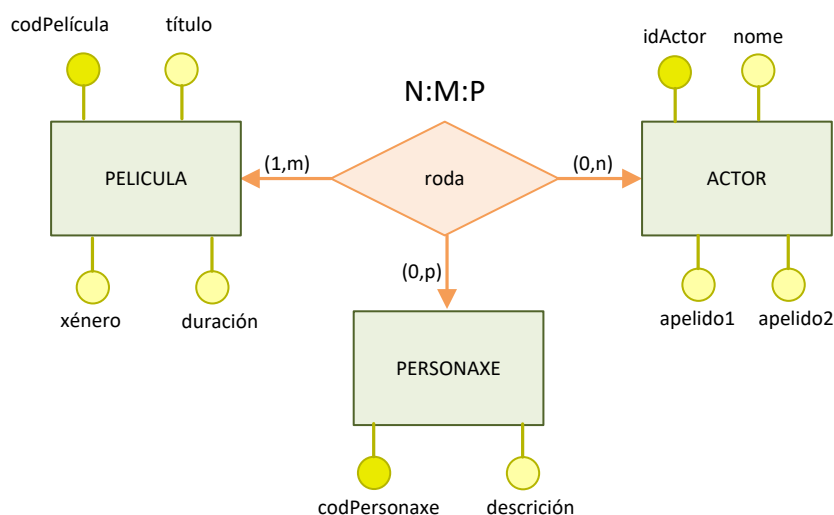 codPelícula
título
idActor
nome
N:M:P
PELICULA
(1,m)
roda
(0,n)
ACTOR
(0,p)
xénero
duración
apelido1
apelido2
PERSONAXE
codPersonaxe
descrición